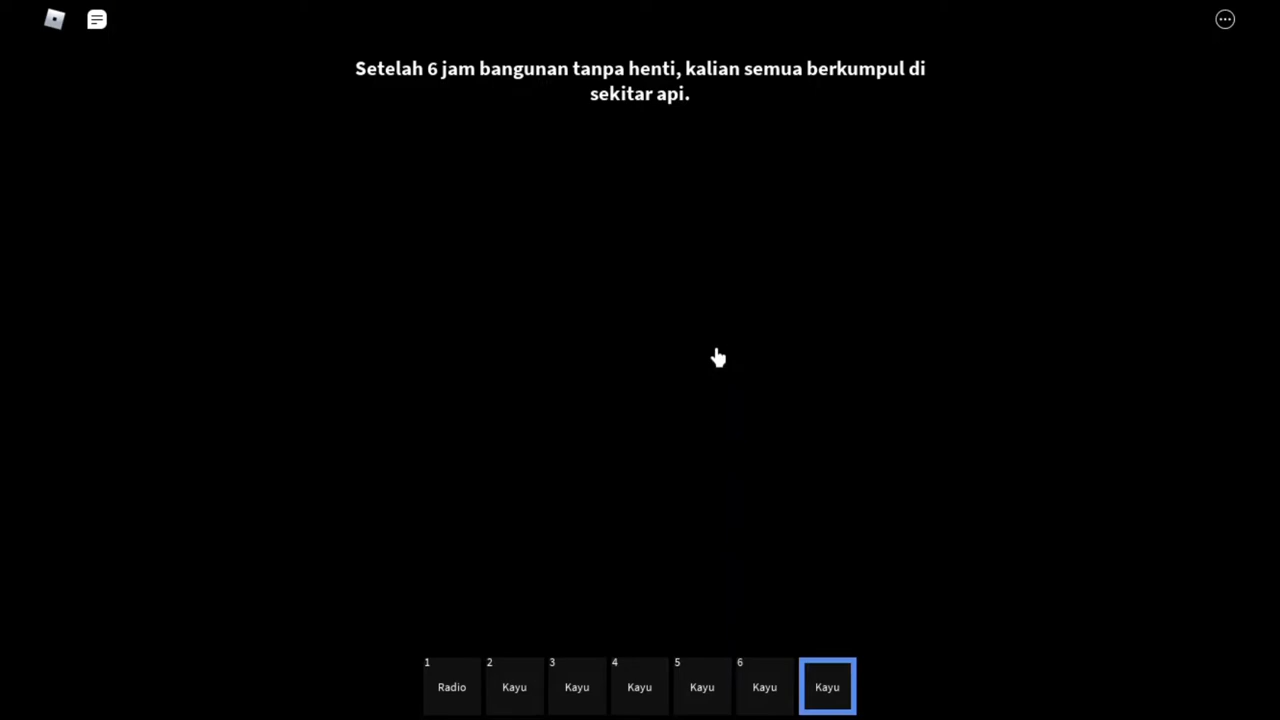 Setelah 6 jam bangunan tanpa henti, kalian semua berkumpul di
sekitar api.
1 2 3 4 5 6
Radio Kayu Kayu Kayu Kayu Kayu Kayu